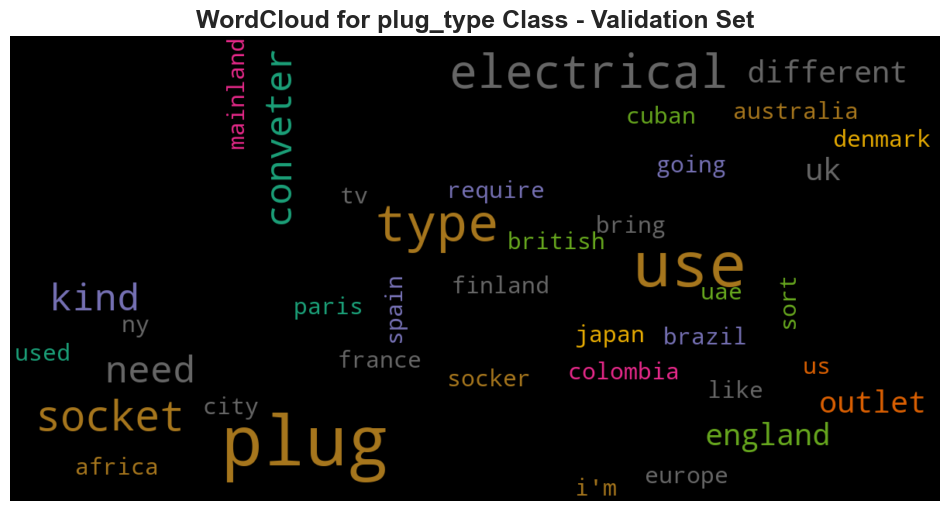 WordCloud for plug_type Class - Validation Set
mainland
conveter
electrical
different
cuban
australia
denmark
going
uk
tv
require
type
british
bring
use
kind
ny
paris
spain
finland
uae
sort
japan
brazil
used
need
france
socker
colombia
like
us
outlet
socket
city
plug
england
africa
i'm
europe